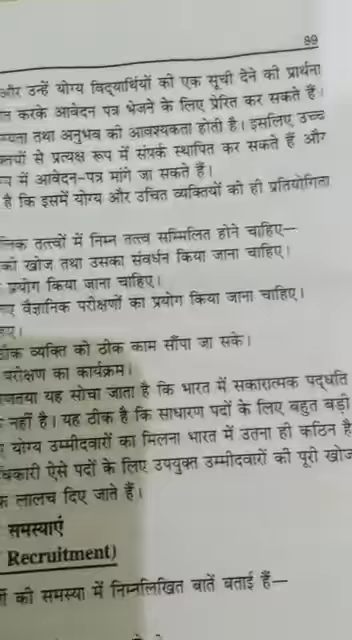 89
और उन्हें योग्य विद्यार्थियों की एक सूची देने की प्रार्थना
करके आवेदन पत्र भेजने के लिए प्रेरित कर सकते हैं।
तथा अनुभव की आवश्यकता होती है। इसलिए उच्च
से प्रत्यक्ष रूप में संपर्क स्थापित कर सकते हैं और
में आवेदन-पत्र मांगे जा सकते हैं।
है कि इसमें योग्य और उचित व्यक्तियों को ही प्रतियोगिता
तत्त्वों में निम्न तत्त्व सम्मिलित होने चाहिए—
की खोज तथा उसका संवर्धन किया जाना चाहिए।
प्रयोग किया जाना चाहिए।
वैज्ञानिक परीक्षणों का प्रयोग किया जाना चाहिए।
ठीक व्यक्ति को ठीक काम सौंपा जा सके।
परीक्षण का कार्यक्रम।
यह सोचा जाता है कि भारत में सकारात्मक पद्धति
नहीं है। यह ठीक है कि साधारण पदों के लिए बहुत बड़ी
योग्य उम्मीदवारों का मिलना भारत में उतना ही कठिन है
ऐसे पदों के लिए उपयुक्त उम्मीदवारों की पूरी खोज
लालच दिए जाते हैं।
समस्याएं
Recruitment)
की समस्या में निम्नलिखित बातें बताई हैं—